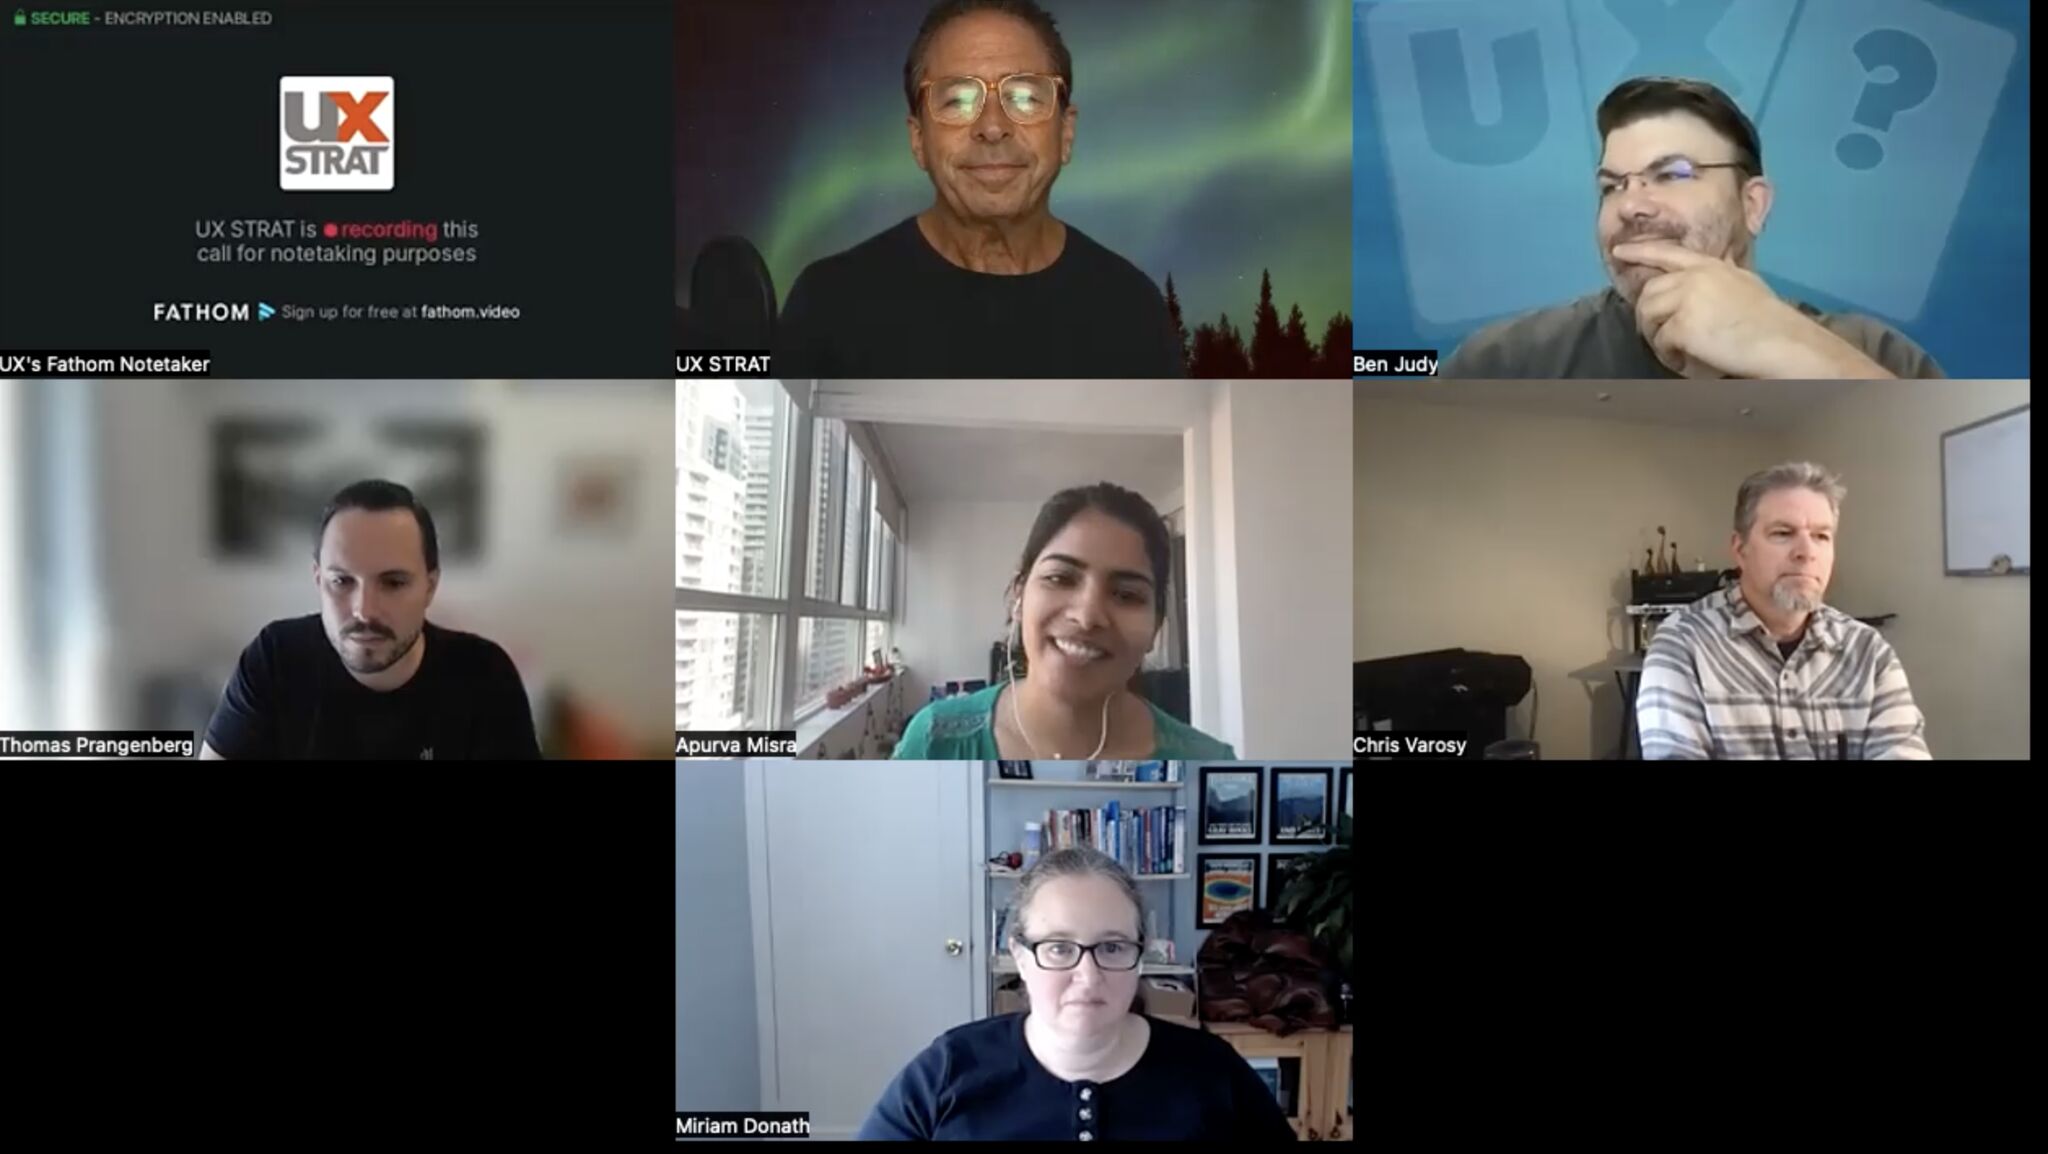 SECURE - ENCRYPTION ENABLED
UX
STRAT
UX STRAT is recording this
call for notetaking purposes
FATHOM Sign up for free at fathom.video
UX's Fathom Notetaker
UX STRAT
U X ?
Ben Judy
Thomas Prangenberg
Apurva Misra
Chris Varosy
Miriam Donath